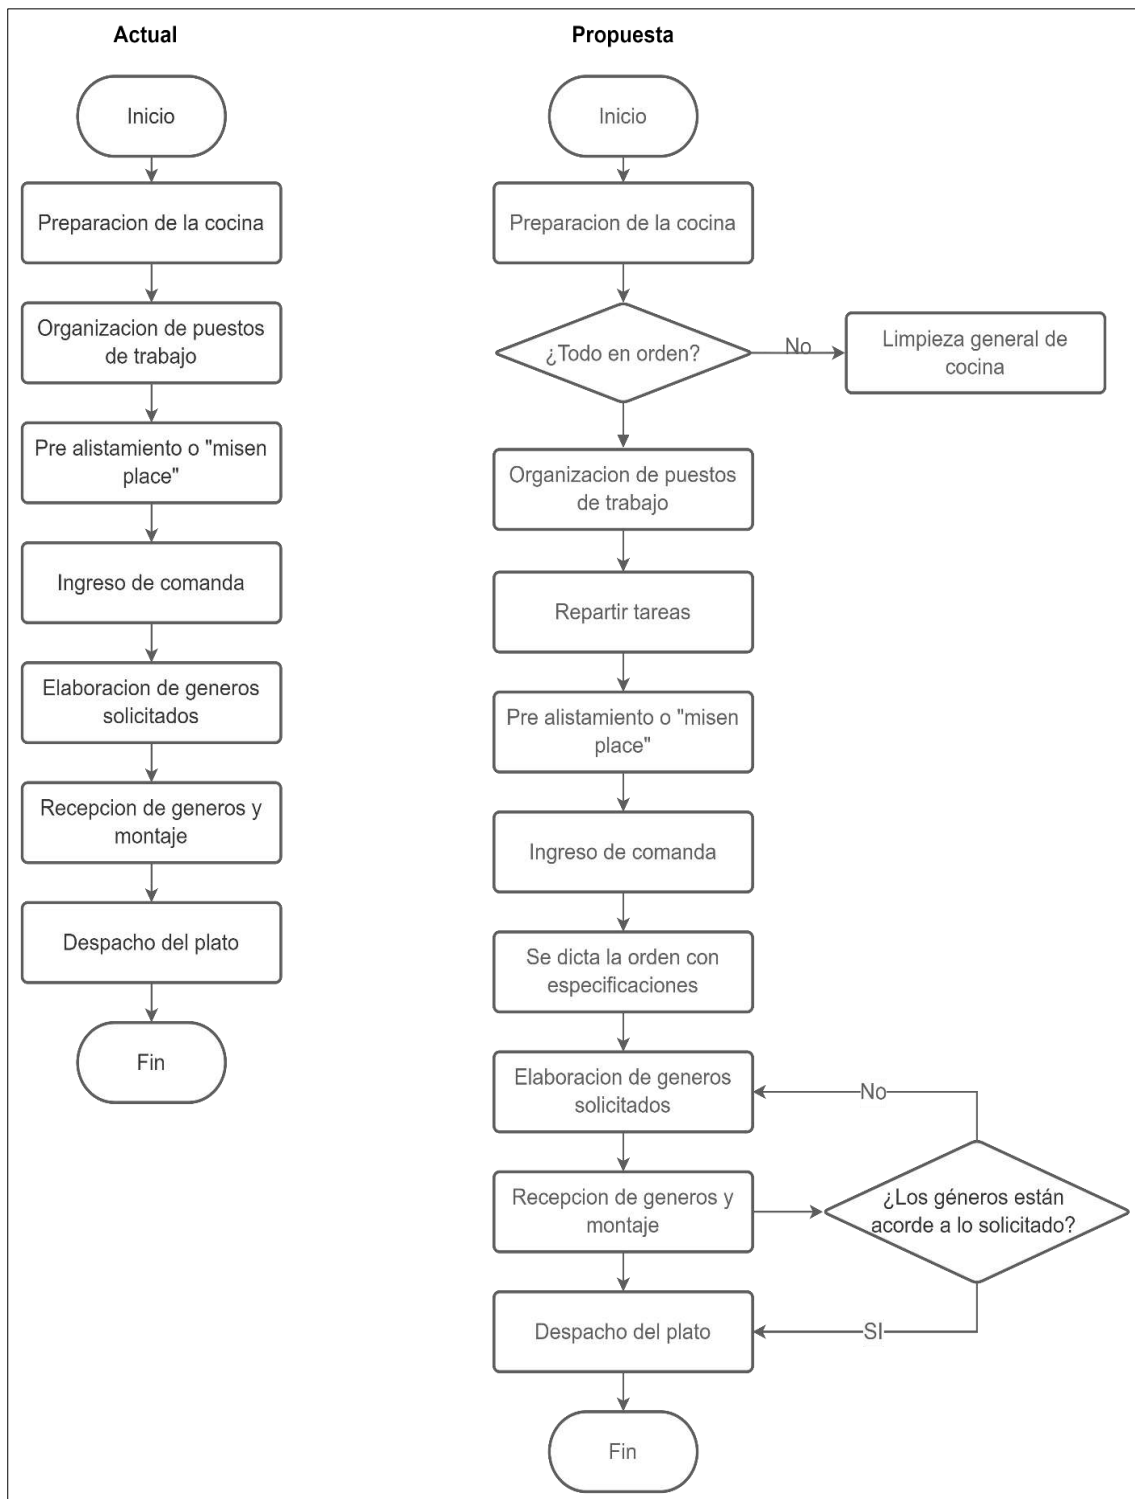 Actual
Inicio
Preparacion de la cocina
Organizacion de puestos
de trabajo
Pre alistamiento o "misen
place"
Ingreso de comanda
Elaboracion de generos
solicitados
Recepcion de generos y
montaje
Despacho del plato
Fin
Propuesta
Inicio
Preparacion de la cocina
¿Todo en orden?
No
Limpieza general de
cocina
Organizacion de puestos
de trabajo
Repartir tareas
Pre alistamiento o "misen
place"
Ingreso de comanda
Se dicta la orden con
especificaciones
Elaboracion de generos
solicitados
No
Recepcion de generos y
montaje
¿Los géneros están
acorde a lo solicitado?
Despacho del plato
SI
Fin